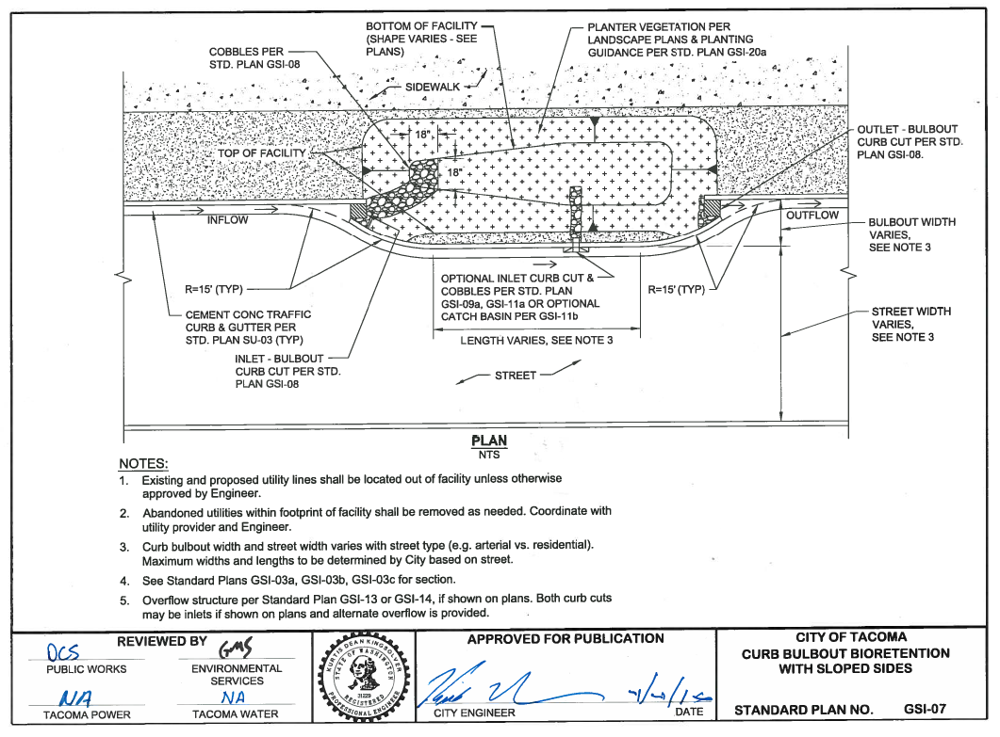 BOTTOM OF FACILITY
(SHAPE VARIES - SEE
PLANS)
PLANTER VEGETATION PER
LANDSCAPE PLANS & PLANTING
GUIDANCE PER STD. PLAN GSI-20a
COBBLES PER
STD. PLAN GSI-08
SIDEWALK
18"
TOP OF FACILITY
18"
OUTLET - BULBOUT
CURB CUT PER STD.
PLAN GSI-08.
INFLOW
OUTFLOW
BULBOUT WIDTH
VARIES,
SEE NOTE 3
R=15' (TYP)
OPTIONAL INLET CURB CUT &
COBBLES PER STD. PLAN
GSI-09a, GSI-11a OR OPTIONAL
CATCH BASIN PER GSI-11b
R=15' (TYP)
CEMENT CONC TRAFFIC
CURB & GUTTER PER
STD. PLAN SU-03 (TYP)
STREET WIDTH
VARIES,
SEE NOTE 3
LENGTH VARIES, SEE NOTE 3
INLET - BULBOUT
CURB CUT PER STD.
PLAN GSI-08
STREET
PLAN
NTS
NOTES:
1. Existing and proposed utility lines shall be located out of facility unless otherwise
approved by Engineer.
2. Abandoned utilities within footprint of facility shall be removed as needed. Coordinate with
utility provider and Engineer.
3. Curb bulbout width and street width varies with street type (e.g. arterial vs. residential).
Maximum widths and lengths to be determined by City based on street.
4. See Standard Plans GSI-03a, GSI-03b, GSI-03c for section.
5. Overflow structure per Standard Plan GSI-13 or GSI-14, if shown on plans. Both curb cuts
may be inlets if shown on plans and alternate overflow is provided.
REVIEWED BY
DCS
GMS
PUBLIC WORKS
ENVIRONMENTAL
SERVICES
NA
NA
TACOMA POWER
TACOMA WATER
KURTIS DEAN KINGSOLVER
STATE OF WASHINGTON
31229
REGISTERED
PROFESSIONAL ENGINEER
APPROVED FOR PUBLICATION
CITY ENGINEER
DATE
CITY OF TACOMA
CURB BULBOUT BIORETENTION
WITH SLOPED SIDES
STANDARD PLAN NO. GSI-07